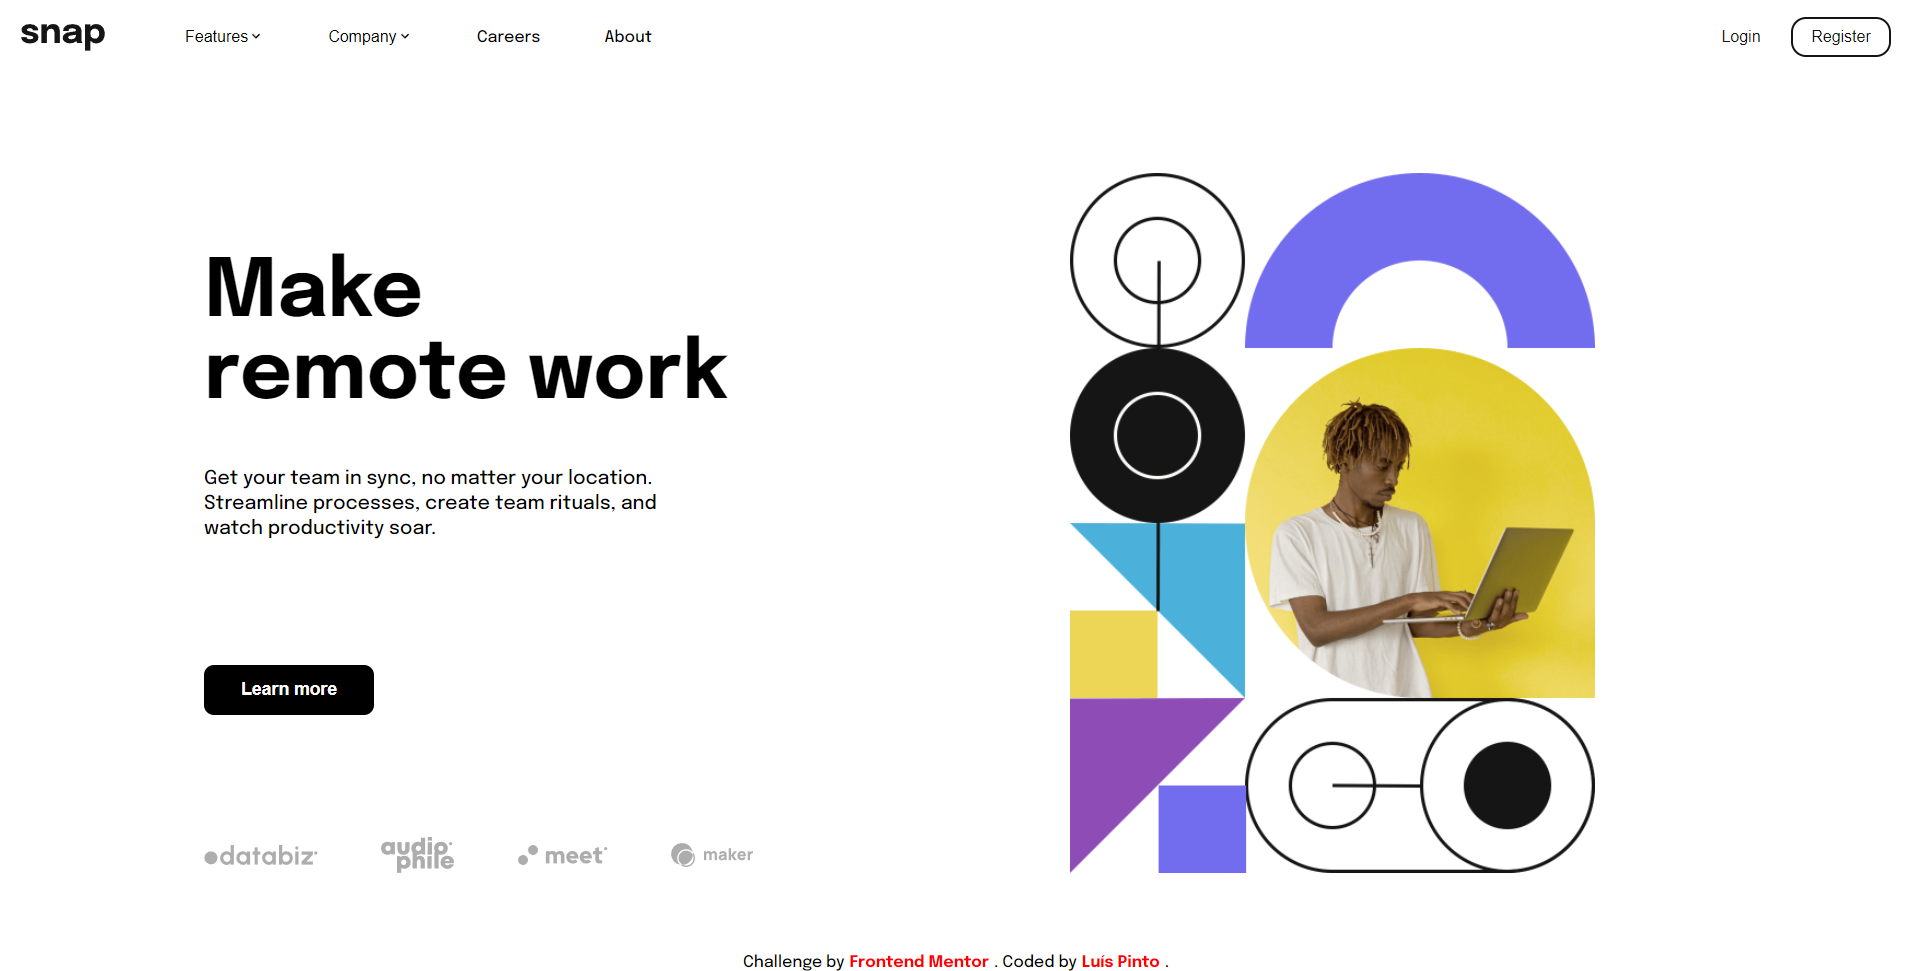 snap
Features
Company
Careers
About
Login
Register
Make
remote work
Get your team in sync, no matter your location.
Streamline processes, create team rituals, and
watch productivity soar.
Learn more
databiz
audio
phile
meet
maker
Challenge by Frontend Mentor . Coded by Luís Pinto .